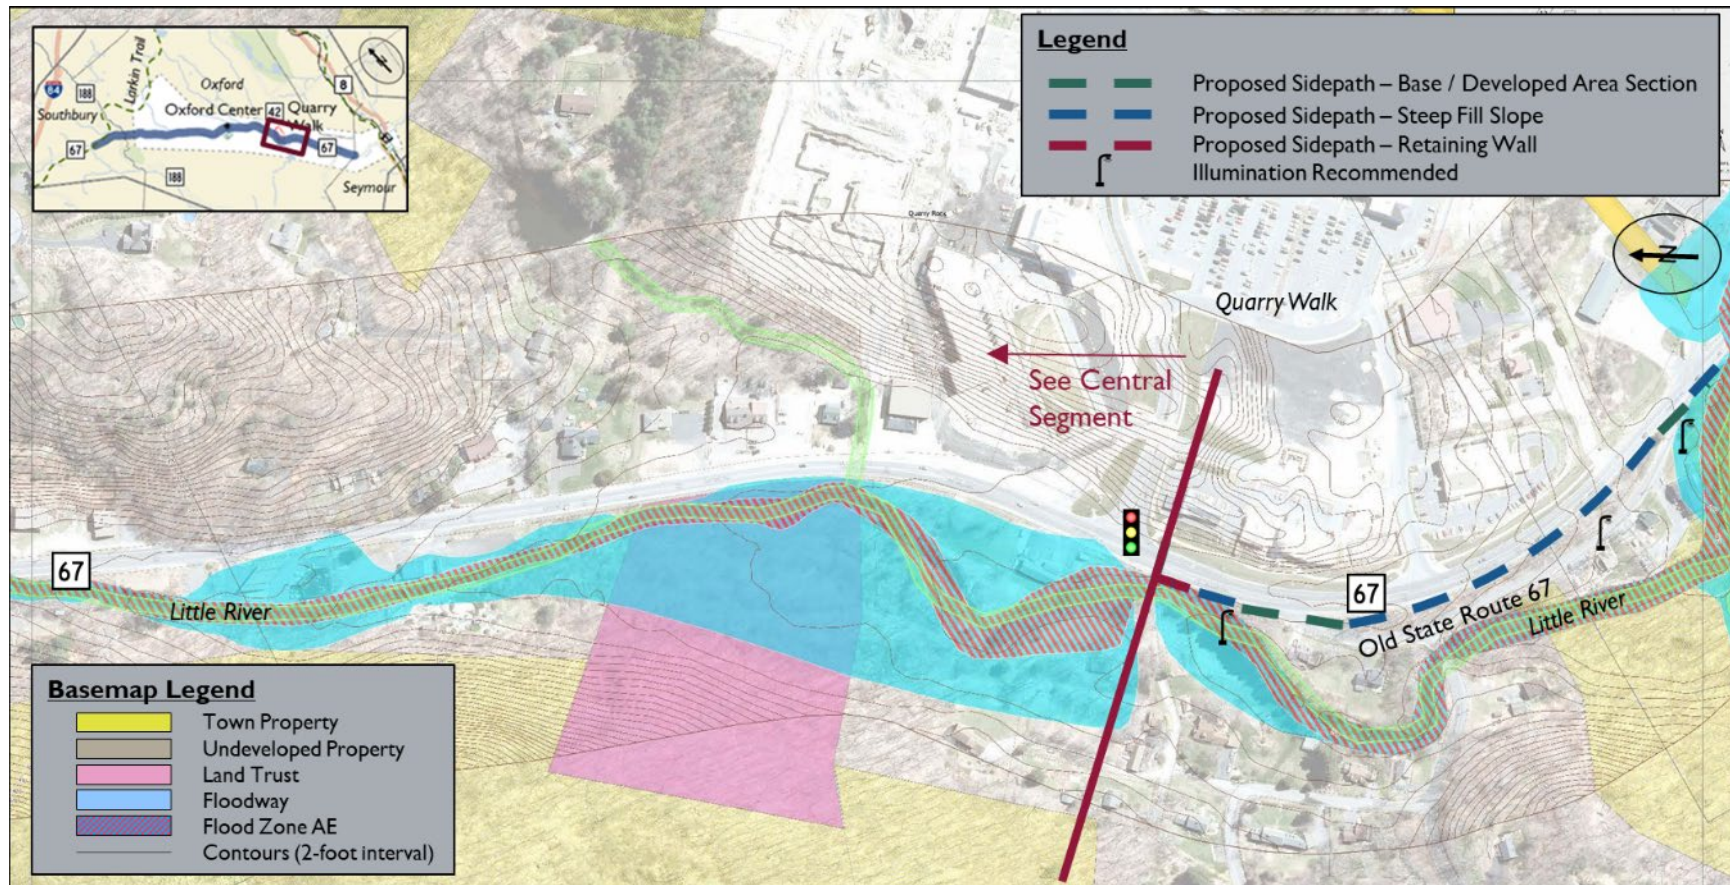 Larkin Trail
84
188
Southbury
Oxford
Oxford Center
42
Quarry
Walk
8
N
67
67
188
Seymour
Legend
Proposed Sidepath – Base / Developed Area Section
Proposed Sidepath – Steep Fill Slope
Proposed Sidepath – Retaining Wall
Illumination Recommended
N
Quarry Walk
See Central
Segment
67
Little River
67
Old State Route 67
Little River
Basemap Legend
Town Property
Undeveloped Property
Land Trust
Floodway
Flood Zone AE
Contours (2-foot interval)